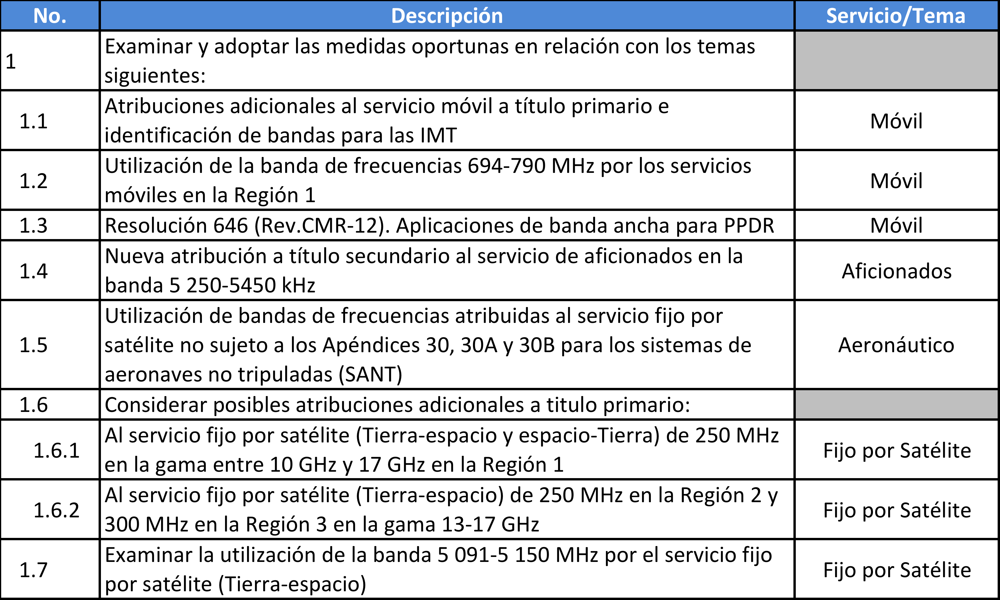 No. Descripción Servicio/Tema
1 Examinar y adoptar las medidas oportunas en relación con los temas
siguientes:
1.1 Atribuciones adicionales al servicio móvil a título primario e
identificación de bandas para las IMT Móvil
1.2 Utilización de la banda de frecuencias 694-790 MHz por los servicios
móviles en la Región 1 Móvil
1.3 Resolución 646 (Rev.CMR-12). Aplicaciones de banda ancha para PPDR Móvil
1.4 Nueva atribución a título secundario al servicio de aficionados en la
banda 5 250-5450 kHz Aficionados
1.5 Utilización de bandas de frecuencias atribuidas al servicio fijo por
satélite no sujeto a los Apéndices 30, 30A y 30B para los sistemas de
aeronaves no tripuladas (SANT) Aeronáutico
1.6 Considerar posibles atribuciones adicionales a titulo primario:
1.6.1 Al servicio fijo por satélite (Tierra-espacio y espacio-Tierra) de 250 MHz
en la gama entre 10 GHz y 17 GHz en la Región 1 Fijo por Satélite
1.6.2 Al servicio fijo por satélite (Tierra-espacio) de 250 MHz en la Región 2 y
300 MHz en la Región 3 en la gama 13-17 GHz Fijo por Satélite
1.7 Examinar la utilización de la banda 5 091-5 150 MHz por el servicio fijo
por satélite (Tierra-espacio) Fijo por Satélite